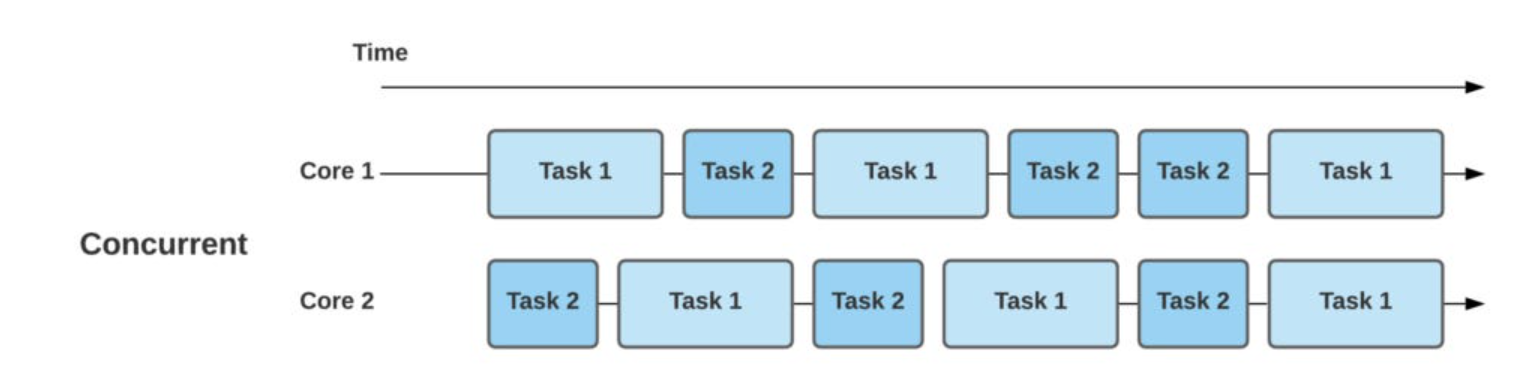 Time
Core 1 Task 1 Task 2 Task 1 Task 2 Task 2 Task 1
Concurrent
Core 2 Task 2 Task 1 Task 2 Task 1 Task 2 Task 1